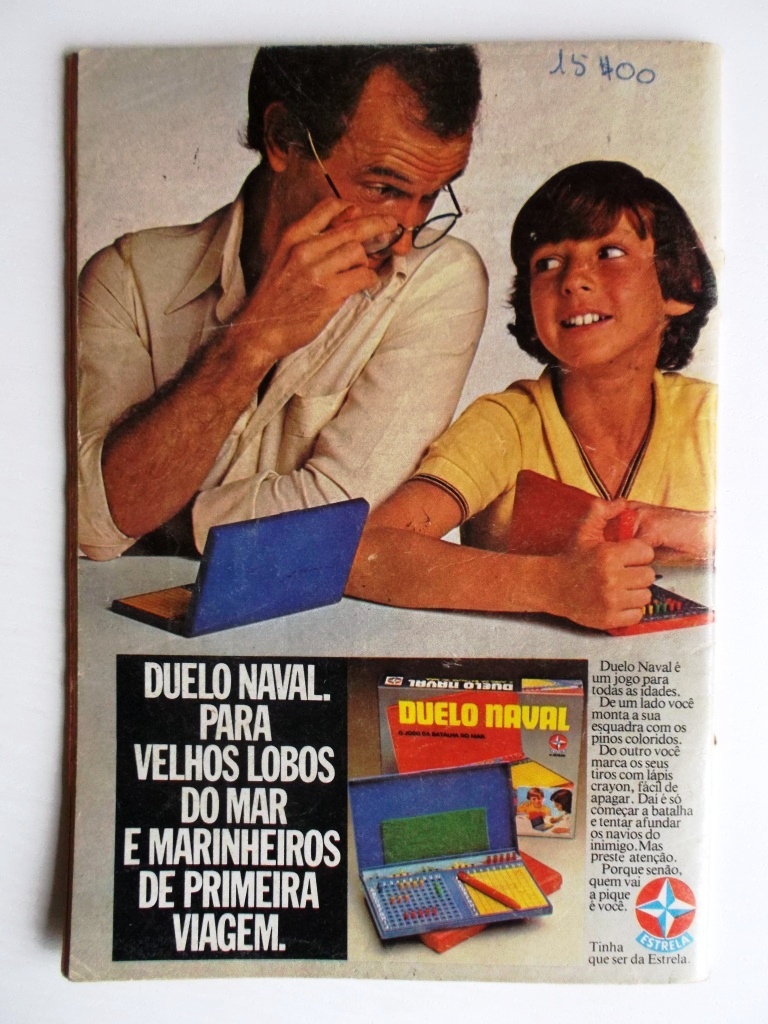 15 400
DUELO NAVAL.
PARA
VELHOS LOBOS
DO MAR
E MARINHEIROS
DE PRIMEIRA
VIAGEM.
DUELO NAVAL
DUELO NAVAL
O JOGO DA BATALHA NO MAR
Duelo Naval é
um jogo para
todas as idades.
De um lado você
monta a sua
esquadra com os
pinos coloridos.
Do outro você
marca os seus
tiros com lápis
crayon, fácil de
apagar. Daí é só
começar a batalha
e tentar afundar
os navios do
inimigo. Mas
preste atenção.
Porque senão,
quem vai
a pique
é você.
ESTRELA
Tinha
que ser da Estrela.